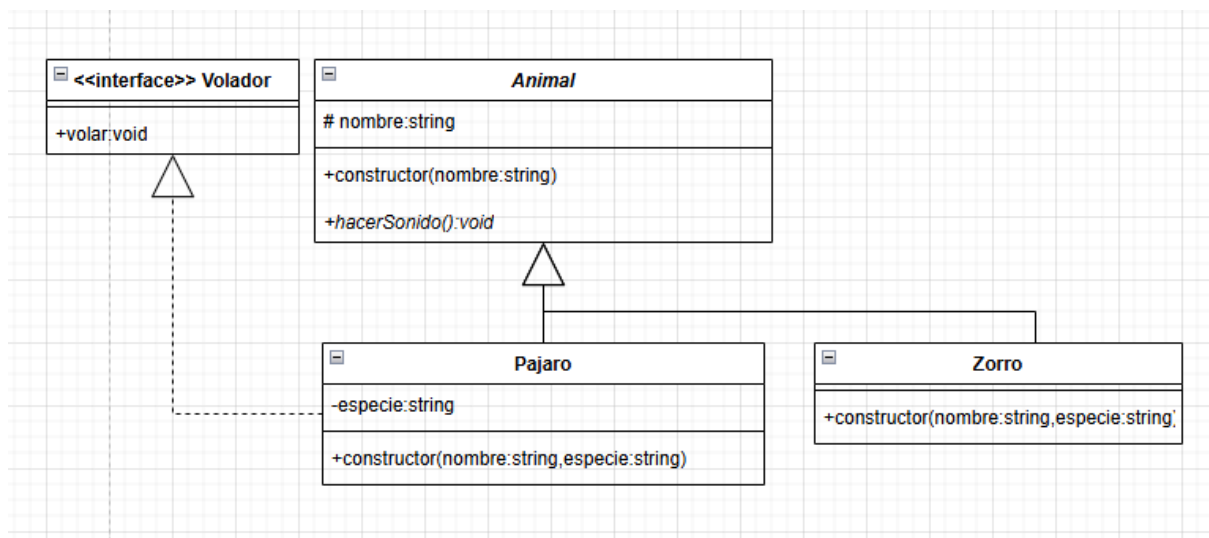 <<interface>> Volador
+volar:void
Animal
# nombre:string
+constructor(nombre:string)
+hacerSonido():void
Pajaro
-especie:string
+constructor(nombre:string,especie:string)
Zorro
+constructor(nombre:string,especie:string)